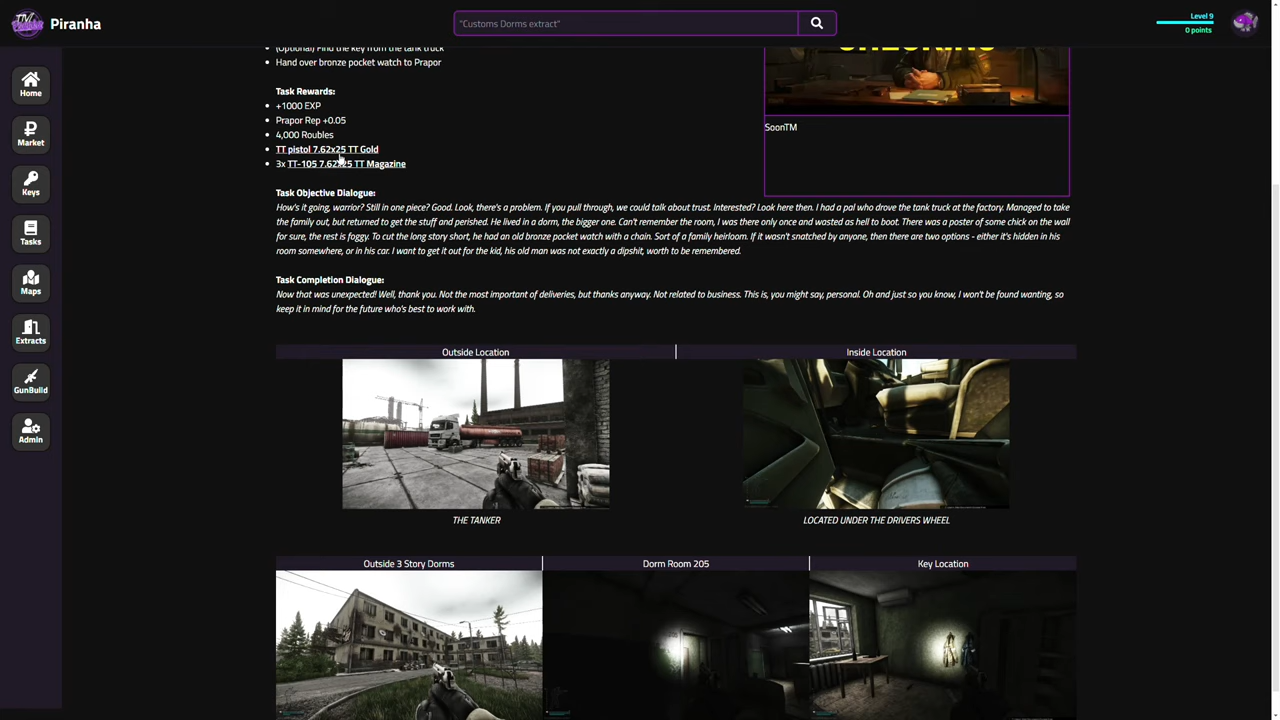 Piranha
"Customs Dorms extract"
Level 9
0 points
Home
Market
Keys
Tasks
Maps
Extracts
GunBuild
Admin
(Optional) Find the key from the tank truck
Hand over bronze pocket watch to Prapor
Task Rewards:
+1000 EXP
Prapor Rep +0.05
4,000 Roubles
TT pistol 7.62x25 TT Gold
3x TT-105 7.62x25 TT Magazine
SoonTM
Task Objective Dialogue:
How's it going, warrior? Still in one piece? Good. Look, there's a problem. If you pull through, we could talk about trust. Interested? Look here then. I had a pal who drove the tank truck at the factory. Managed to
take the family out, but returned to get the stuff and perished. He lived in a dorm, the bigger one. Can't remember the room, I was there only once and wasted as hell to boot. There was a poster of some chick on the wall
for sure, the rest is foggy. To cut the long story short, he had an old bronze pocket watch with a chain. Sort of a family heirloom. If it wasn't snatched by anyone, then there are two options - either it's hidden in his
room somewhere, or in his car. I want to get it out for the kid, his old man was not exactly a dipshit, worth to be remembered.
Task Completion Dialogue:
Now that was unexpected! Well, thank you. Not the most important of deliveries, but thanks anyway. Not related to business. This is, you might say, personal. Oh and just so you know, I won't be found wanting, so
keep it in mind for the future who's best to work with.
Outside Location
Inside Location
THE TANKER
LOCATED UNDER THE DRIVERS WHEEL
Outside 3 Story Dorms
Dorm Room 205
Key Location